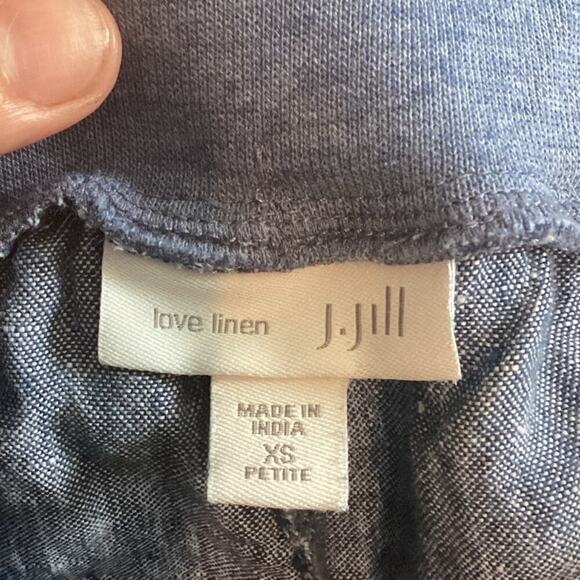 love linen J.Jill
MADE IN
INDIA
XS
PETITE